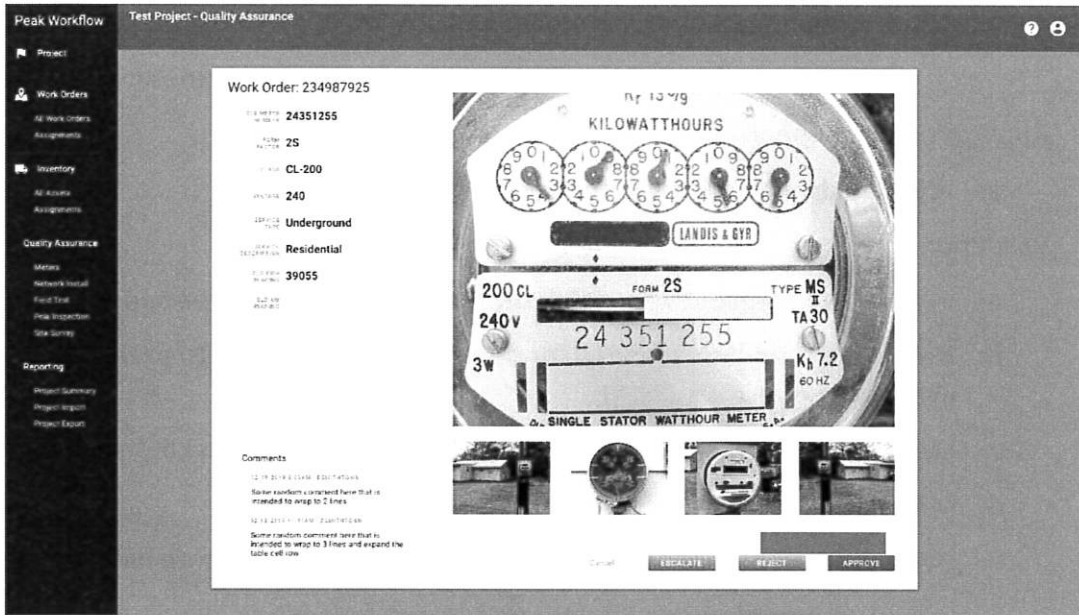 Peak Workflow
Test Project - Quality Assurance
Project
Work Orders
All Work Orders
Assignments
Inventory
All Assets
Assignments
Quality Assurance
Meters
Network Install
Field Test
Peak Inspection
Site Survey
Reporting
Project Summary
Project Import
Project Export
Work Order: 234987925
24351255
2S
CL-200
240
Underground
Residential
39055
KILOWATTHOURS
LANDIS & GYR
200 CL
FORM 2S
TYPE MS
II
240 V
TA 30
24 351 255
3W
Kh 7.2
60 HZ
SINGLE STATOR WATTHOUR METER
Comments
Some random comment here that is
intended to wrap to 2 lines
Some random comment here that is
intended to wrap to 3 lines and expand the
table cell row
Cancel
ESCALATE
REJECT
APPROVE